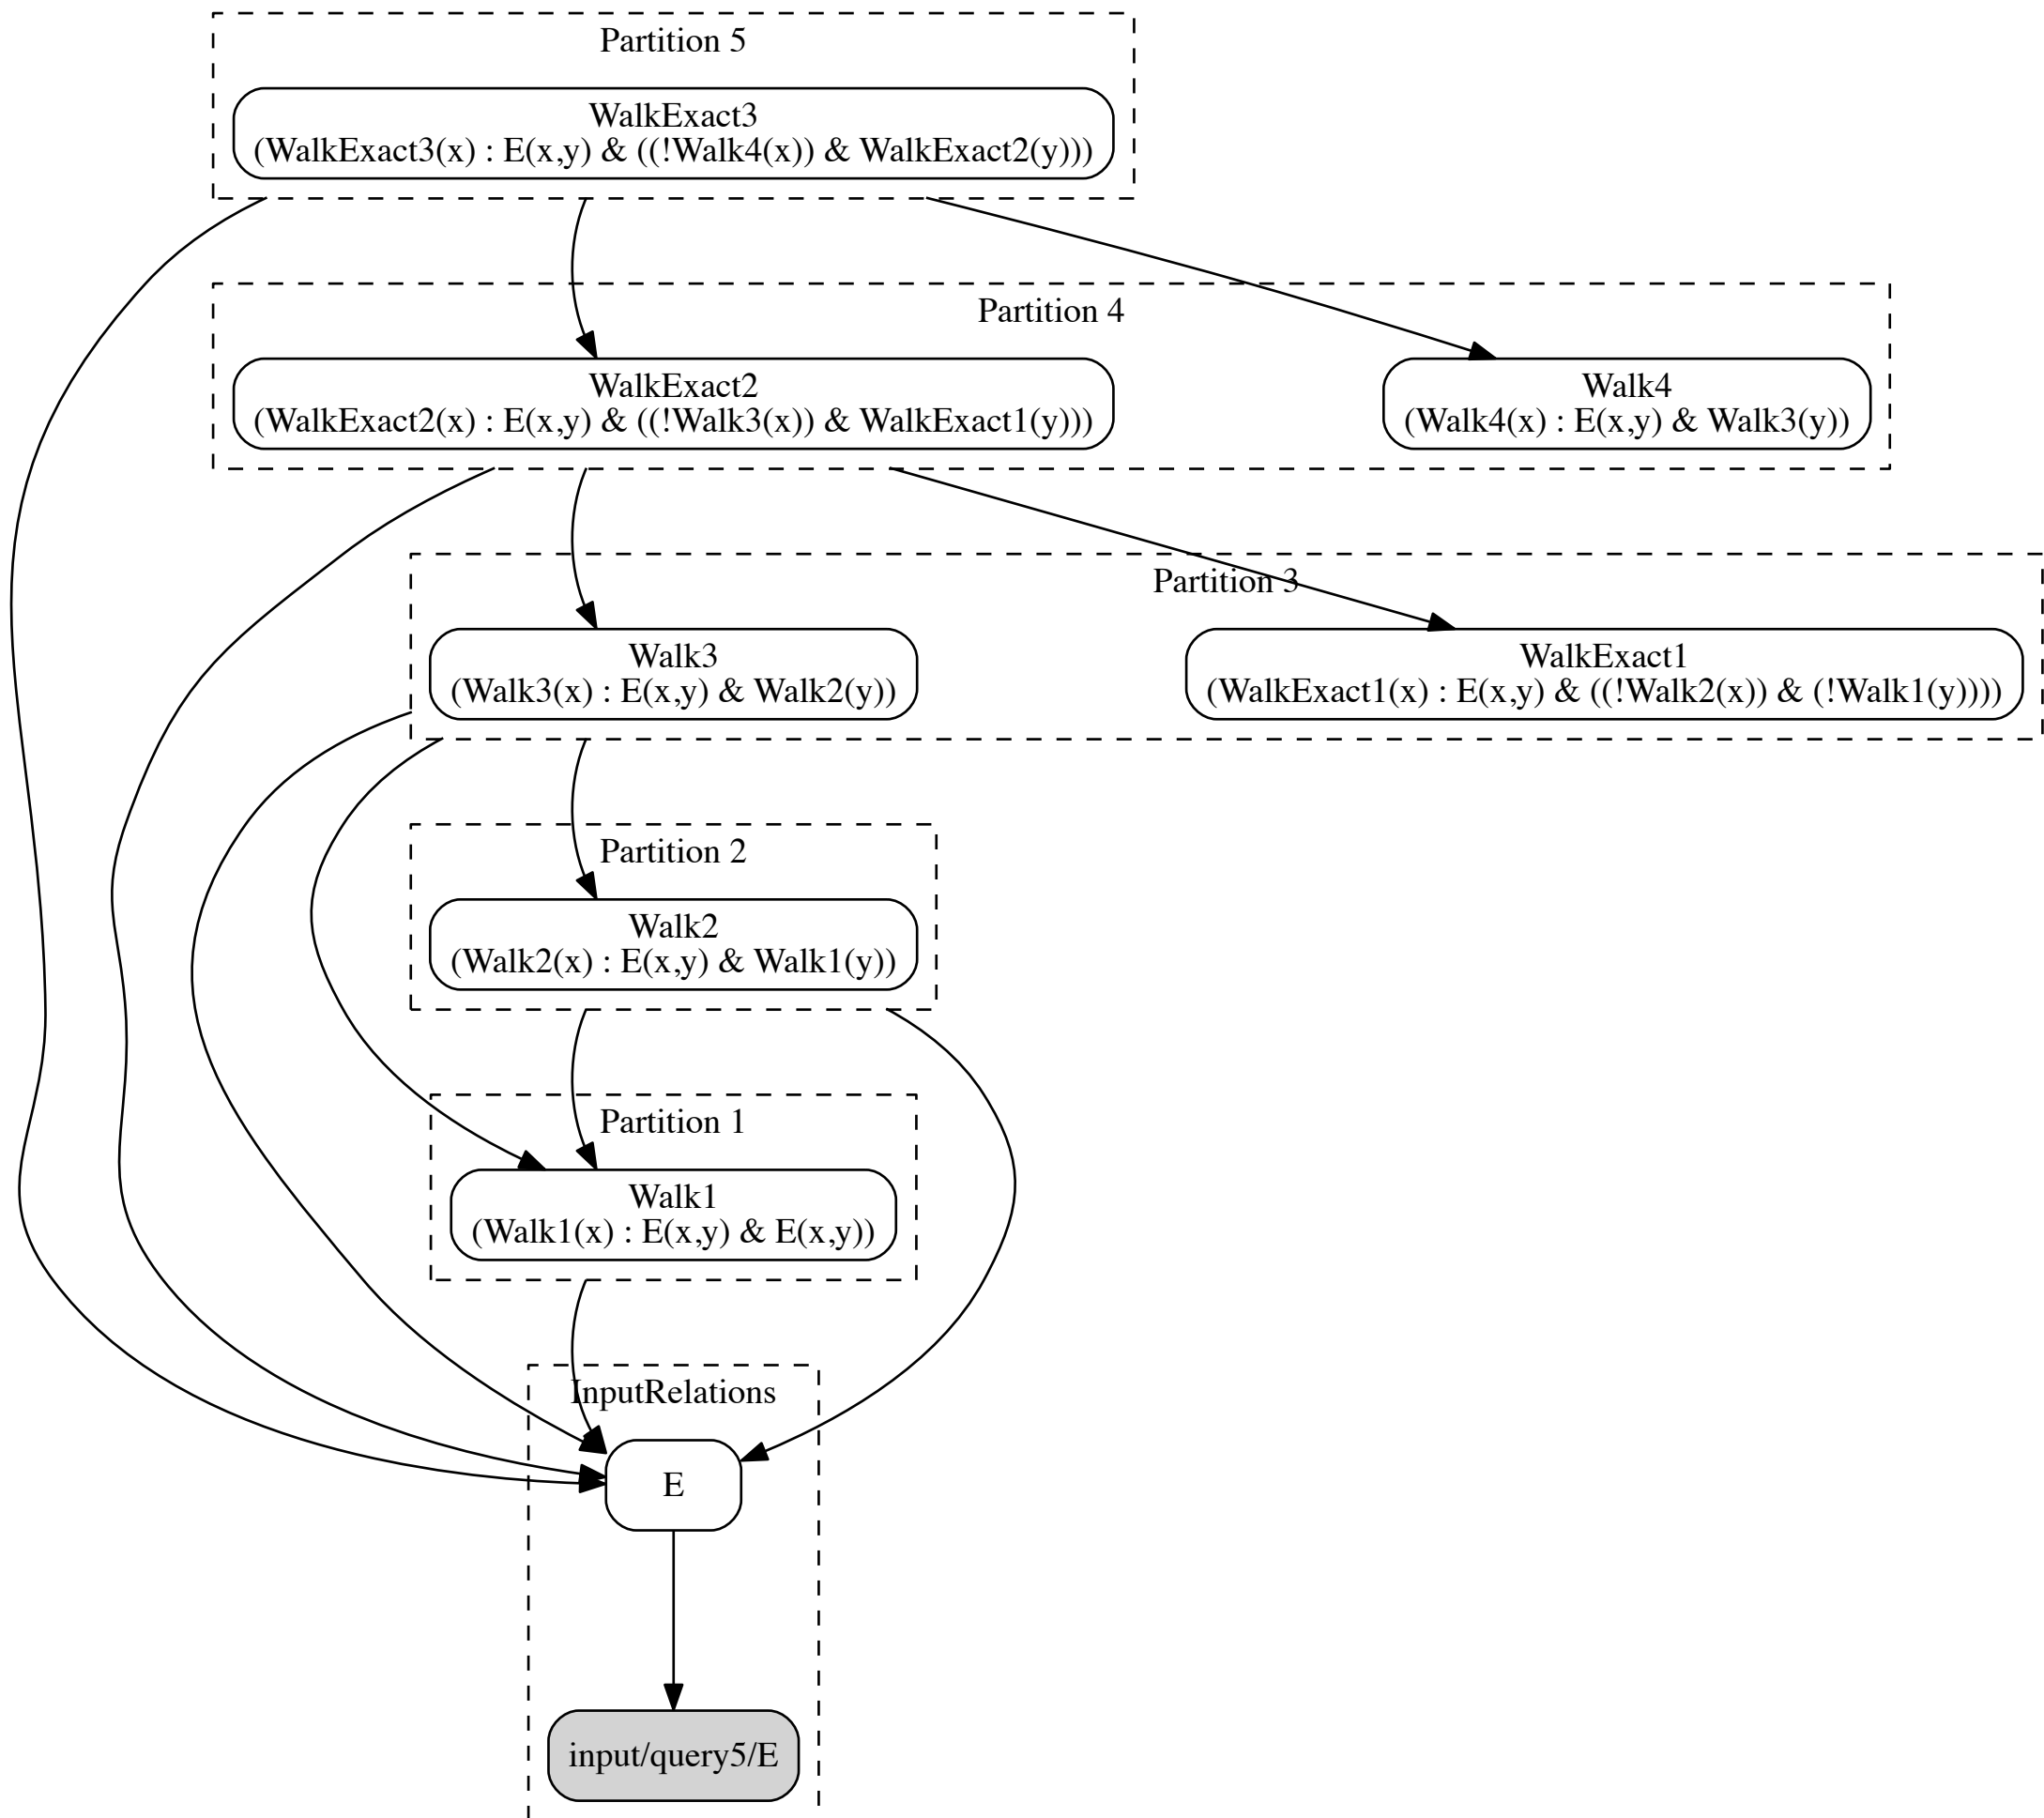 Partition 5
WalkExact3
(WalkExact3(x) : E(x,y) & ((!Walk4(x)) & WalkExact2(y)))
Partition 4
WalkExact2
(WalkExact2(x) : E(x,y) & ((!Walk3(x)) & WalkExact1(y)))
Walk4
(Walk4(x) : E(x,y) & Walk3(y))
Partition 3
Walk3
(Walk3(x) : E(x,y) & Walk2(y))
WalkExact1
(WalkExact1(x) : E(x,y) & ((!Walk2(x)) & (!Walk1(y))))
Partition 2
Walk2
(Walk2(x) : E(x,y) & Walk1(y))
Partition 1
Walk1
(Walk1(x) : E(x,y) & E(x,y))
InputRelations
E
input/query5/E